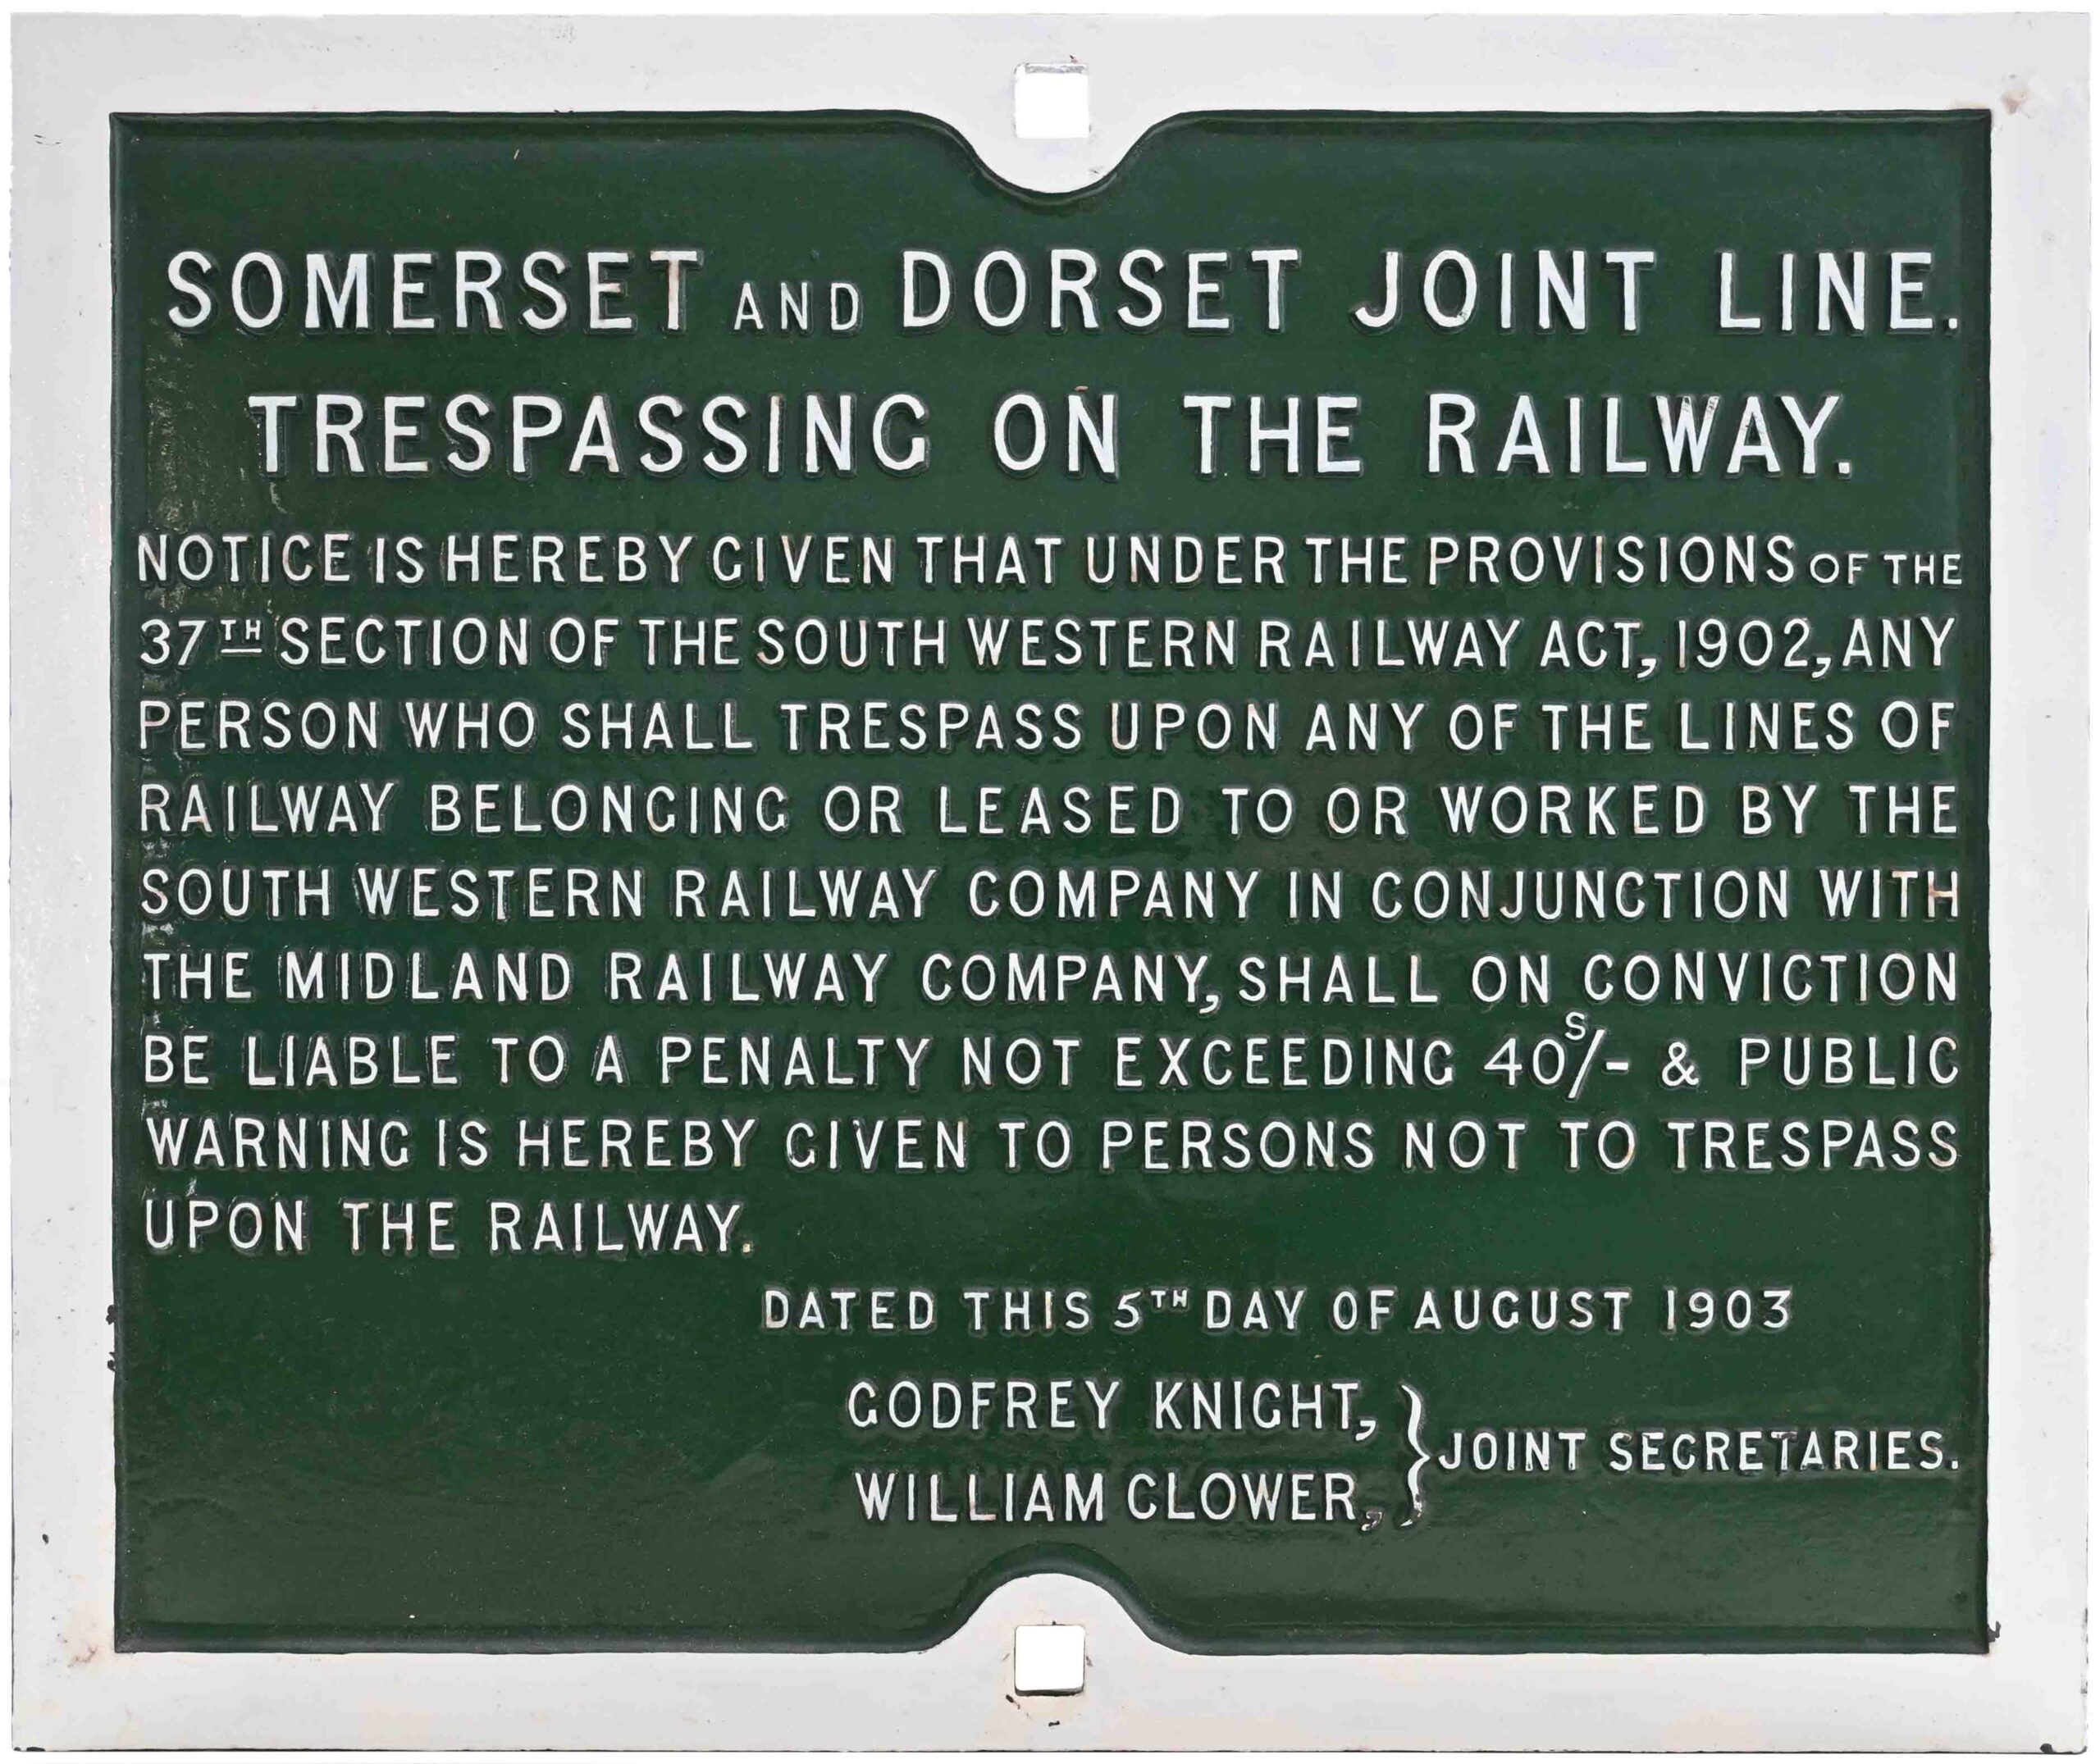 SOMERSET AND DORSET JOINT LINE.
TRESPASSING ON THE RAILWAY.
NOTICE IS HEREBY GIVEN THAT UNDER THE PROVISIONS OF THE
37TH SECTION OF THE SOUTH WESTERN RAILWAY ACT, 1902, ANY
PERSON WHO SHALL TRESPASS UPON ANY OF THE LINES OF
RAILWAY BELONGING OR LEASED TO OR WORKED BY THE
SOUTH WESTERN RAILWAY COMPANY IN CONJUNCTION WITH
THE MIDLAND RAILWAY COMPANY, SHALL ON CONVICTION
BE LIABLE TO A PENALTY NOT EXCEEDING 40S/- & PUBLIC
WARNING IS HEREBY GIVEN TO PERSONS NOT TO TRESPASS
UPON THE RAILWAY.
DATED THIS 5TH DAY OF AUGUST 1903
GODFREY KNIGHT,
WILLIAM CLOWER,
} JOINT SECRETARIES.